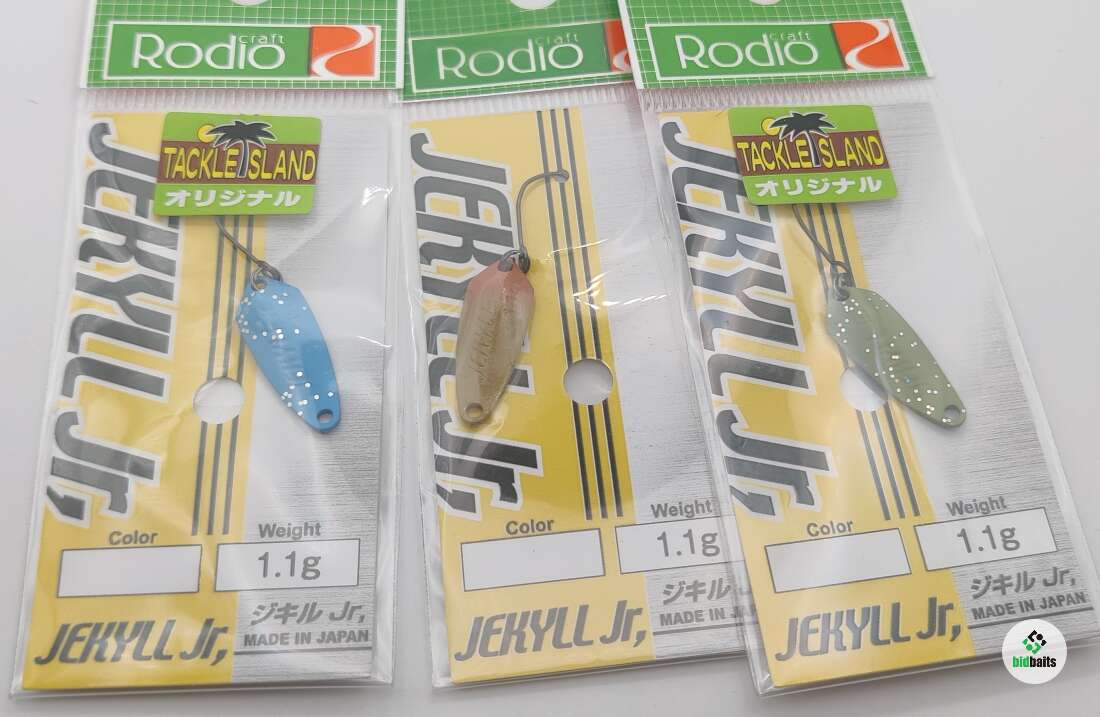 Rodio craft
TACKLE ISLAND
オリジナル
JEKYLL Jr,
Color
Weight
1.1g
ジキル Jr,
MADE IN JAPAN
JEKYLL Jr,
Rodio craft
JEKYLL Jr,
Color
Weight
1.1g
ジキル J
MADE IN J
JEKYLL Jr,
Rodio craft
TACKLE ISLAND
オリジナル
JEKYLL Jr,
Color
Weight
1.1g
ジキル Jr,
MADE IN JAPAN
JEKYLL Jr,
bidbaits